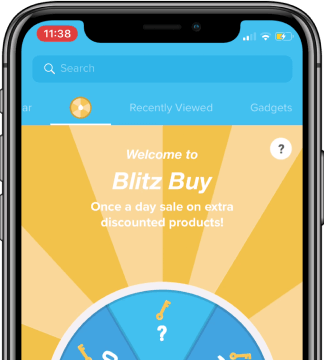 11:38
Search
ar
Recently Viewed
Gadgets
?
Welcome to
Blitz Buy
Once a day sale on extra
discounted products!
?